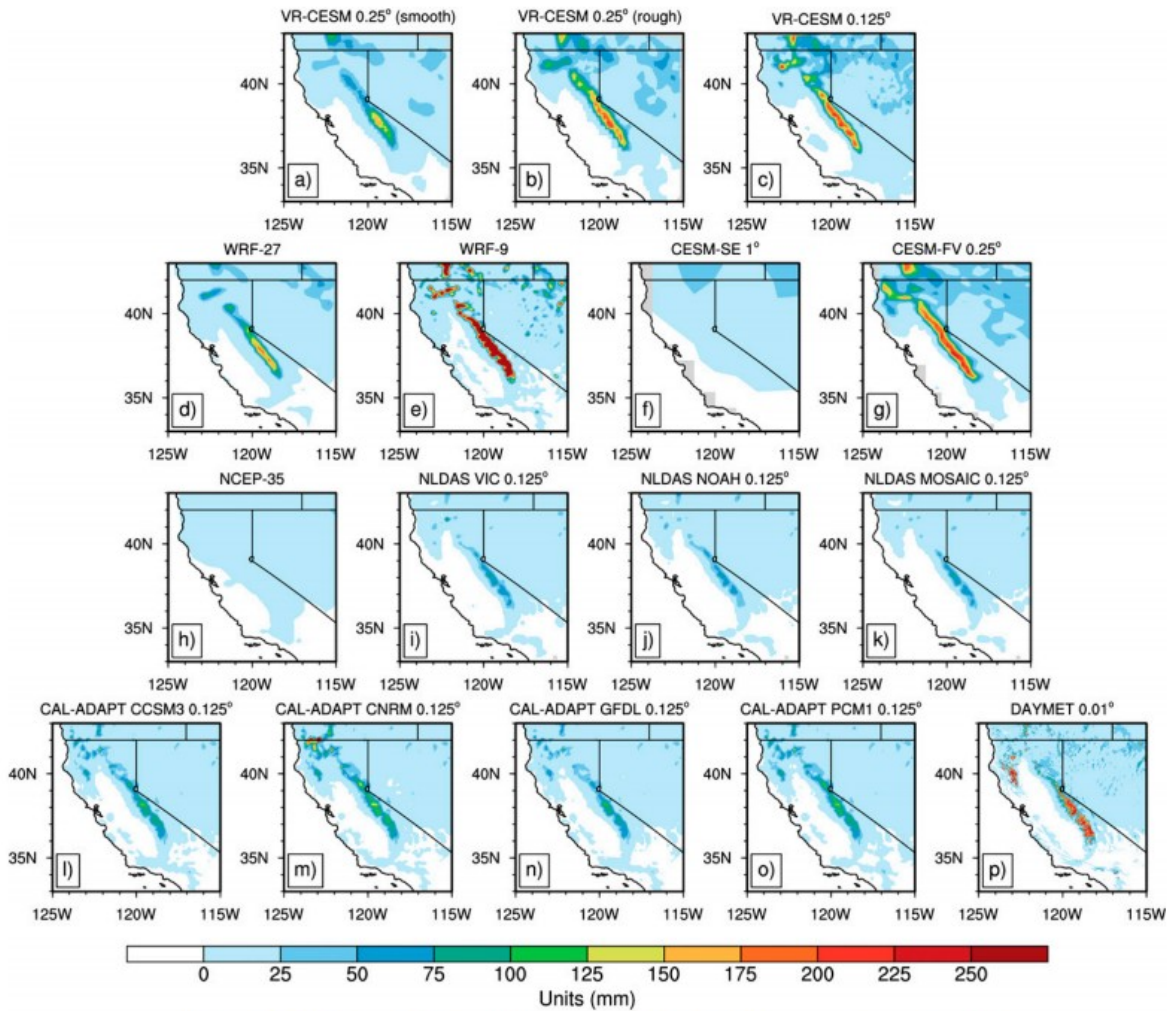 VR-CESM 0.25° (smooth) VR-CESM 0.25° (rough) VR-CESM 0.125°
40N 40N 40N
35N 35N 35N
a) b) c)
125W 120W 115W 125W 120W 115W 125W 120W 115W
WRF-27 WRF-9 CESM-SE 1° CESM-FV 0.25°
40N 40N 40N 40N
35N 35N 35N 35N
d) e) f) g)
125W 120W 115W 125W 120W 115W 125W 120W 115W 125W 120W 115W
NCEP-35 NLDAS VIC 0.125° NLDAS NOAH 0.125° NLDAS MOSAIC 0.125°
40N 40N 40N 40N
35N 35N 35N 35N
h) i) j) k)
125W 120W 115W 125W 120W 115W 125W 120W 115W 125W 120W 115W
CAL-ADAPT CCSM3 0.125° CAL-ADAPT CNRM 0.125° CAL-ADAPT GFDL 0.125° CAL-ADAPT PCM1 0.125° DAYMET 0.01°
40N 40N 40N 40N 40N
35N 35N 35N 35N 35N
l) m) n) o) p)
125W 120W 115W 125W 120W 115W 125W 120W 115W 125W 120W 115W 125W 120W 115W
0 25 50 75 100 125 150 175 200 225 250
Units (mm)